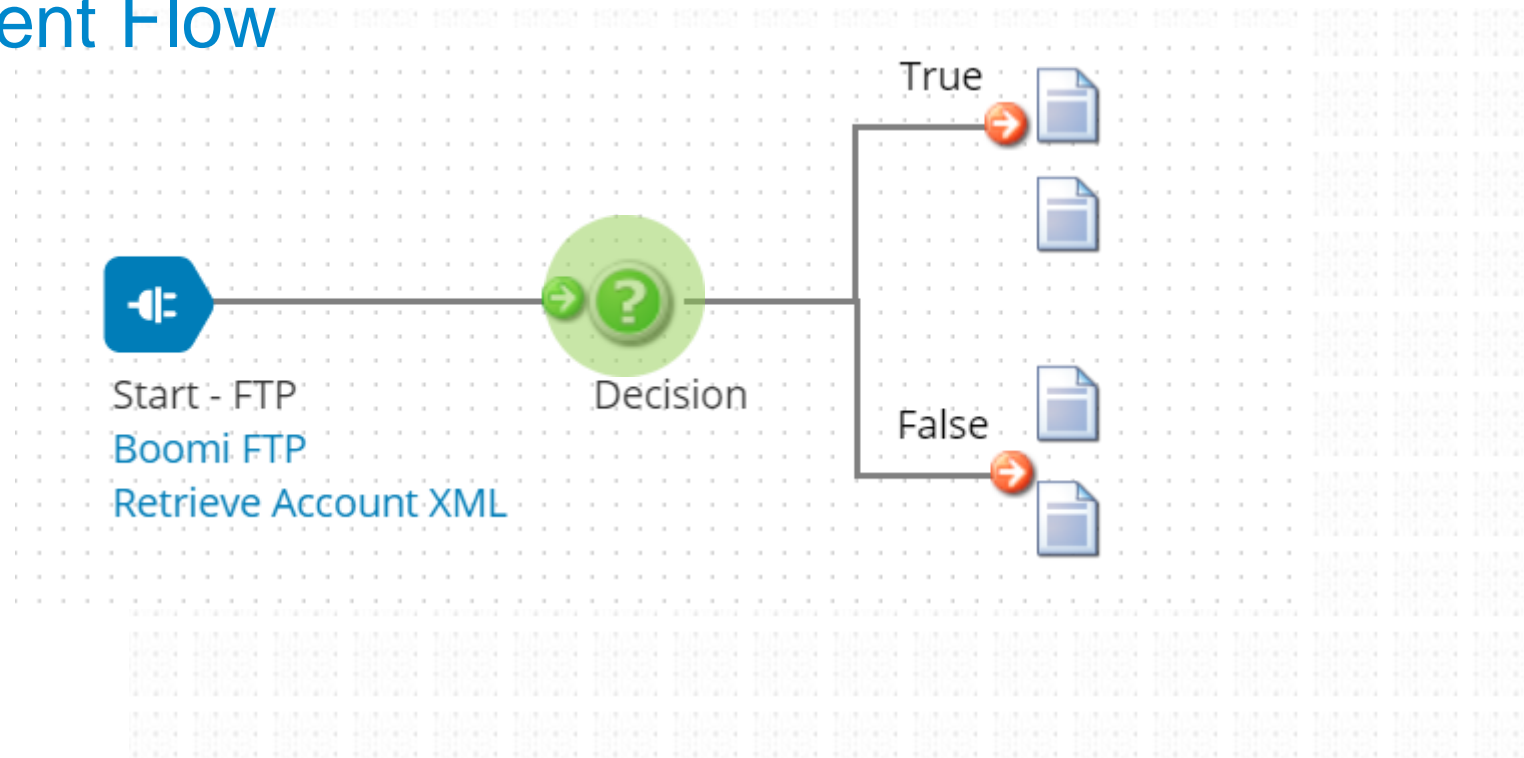 ent Flow
True
Start - FTP
Boomi FTP
Retrieve Account XML
?
Decision
False